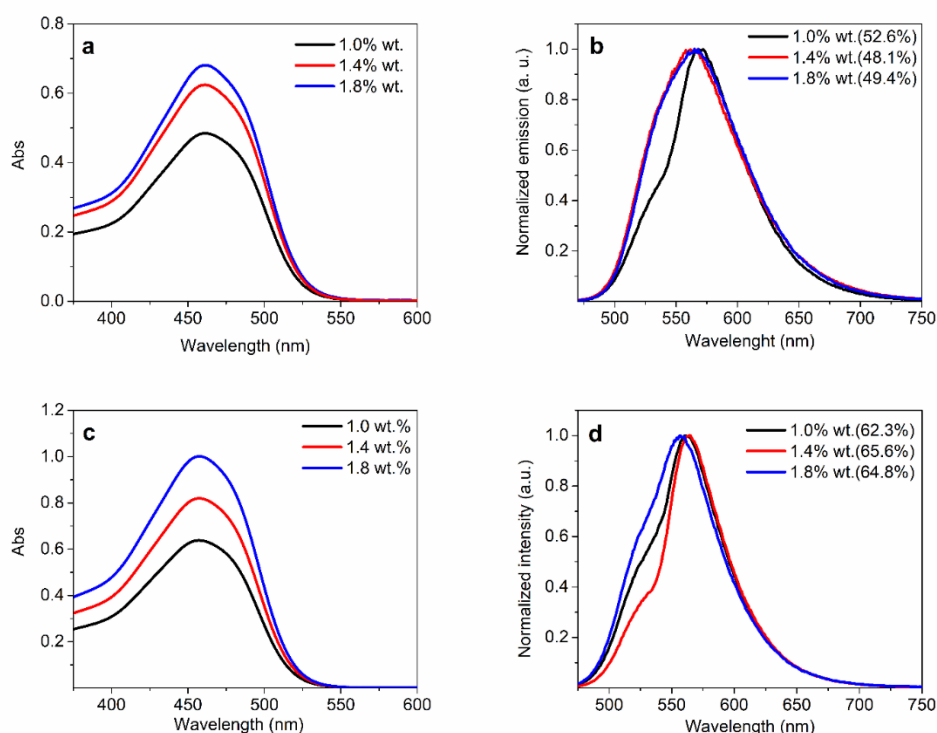 a
1.0% wt.
1.4% wt.
1.8% wt.
0.8
0.6
0.4
0.2
0.0
Abs
400 450 500 550 600
Wavelength (nm)
b
1.0% wt.(52.6%)
1.4% wt.(48.1%)
1.8% wt.(49.4%)
1.0
0.8
0.6
0.4
0.2
Normalized emission (a. u.)
500 550 600 650 700 750
Wavelenght (nm)
c
1.0 wt.%
1.4 wt.%
1.8 wt.%
1.2
1.0
0.8
0.6
0.4
0.2
Abs
400 450 500 550 600
Wavelength (nm)
d
1.0% wt.(62.3%)
1.4% wt.(65.6%)
1.8% wt.(64.8%)
1.0
0.8
0.6
0.4
0.2
Normalized intensity (a.u.)
500 550 600 650 700 750
Wavelength (nm)